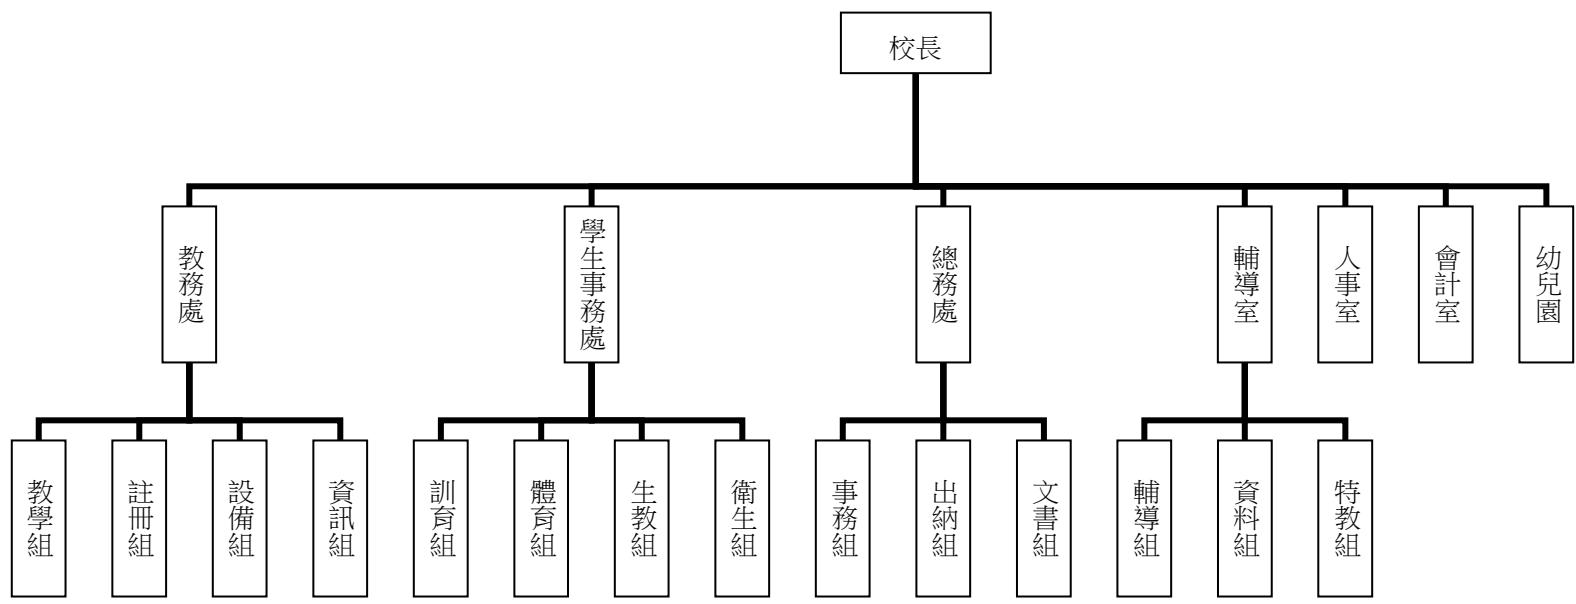 校長
教務處
學生事務處
總務處
輔導室
人事室
會計室
幼兒園
教學組
註冊組
設備組
資訊組
訓育組
體育組
生教組
衛生組
事務組
出納組
文書組
輔導組
資料組
特教組